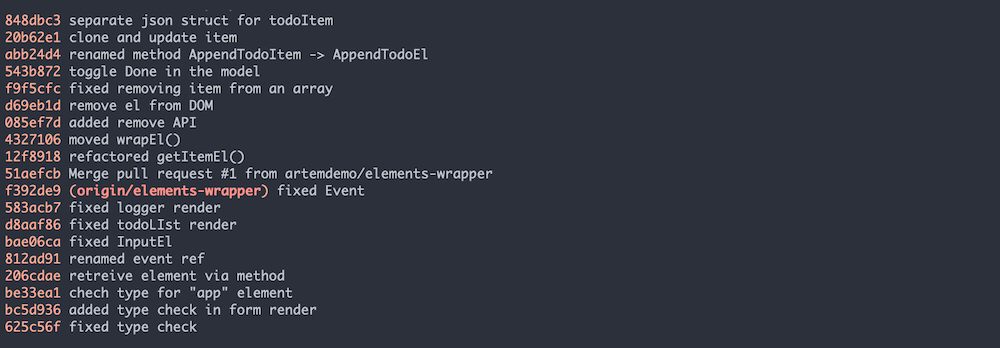 848dbc3 separate json struct for todoItem
20b62e1 clone and update item
abb24d4 renamed method AppendTodoItem -> AppendTodoEl
543b872 toggle Done in the model
f9f5cfc fixed removing item from an array
d69eb1d remove el from DOM
085ef7d added remove API
4327106 moved wrapEl()
12f8918 refactored getItemEl()
51aefcb Merge pull request #1 from artemdemo/elements-wrapper
f392de9 (origin/elements-wrapper) fixed Event
583acb7 fixed logger render
d8aaf86 fixed todoLIst render
bae06ca fixed InputEl
812ad91 renamed event ref
206cdae retreive element via method
be33ea1 chech type for "app" element
bc5d936 added type check in form render
625c56f fixed type check